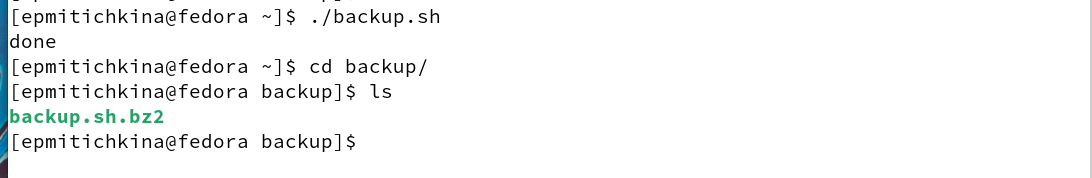 [epmitichkina@fedora ~]$ ./backup.sh
done
[epmitichkina@fedora ~]$ cd backup/
[epmitichkina@fedora backup]$ ls
backup.sh.bz2
[epmitichkina@fedora backup]$